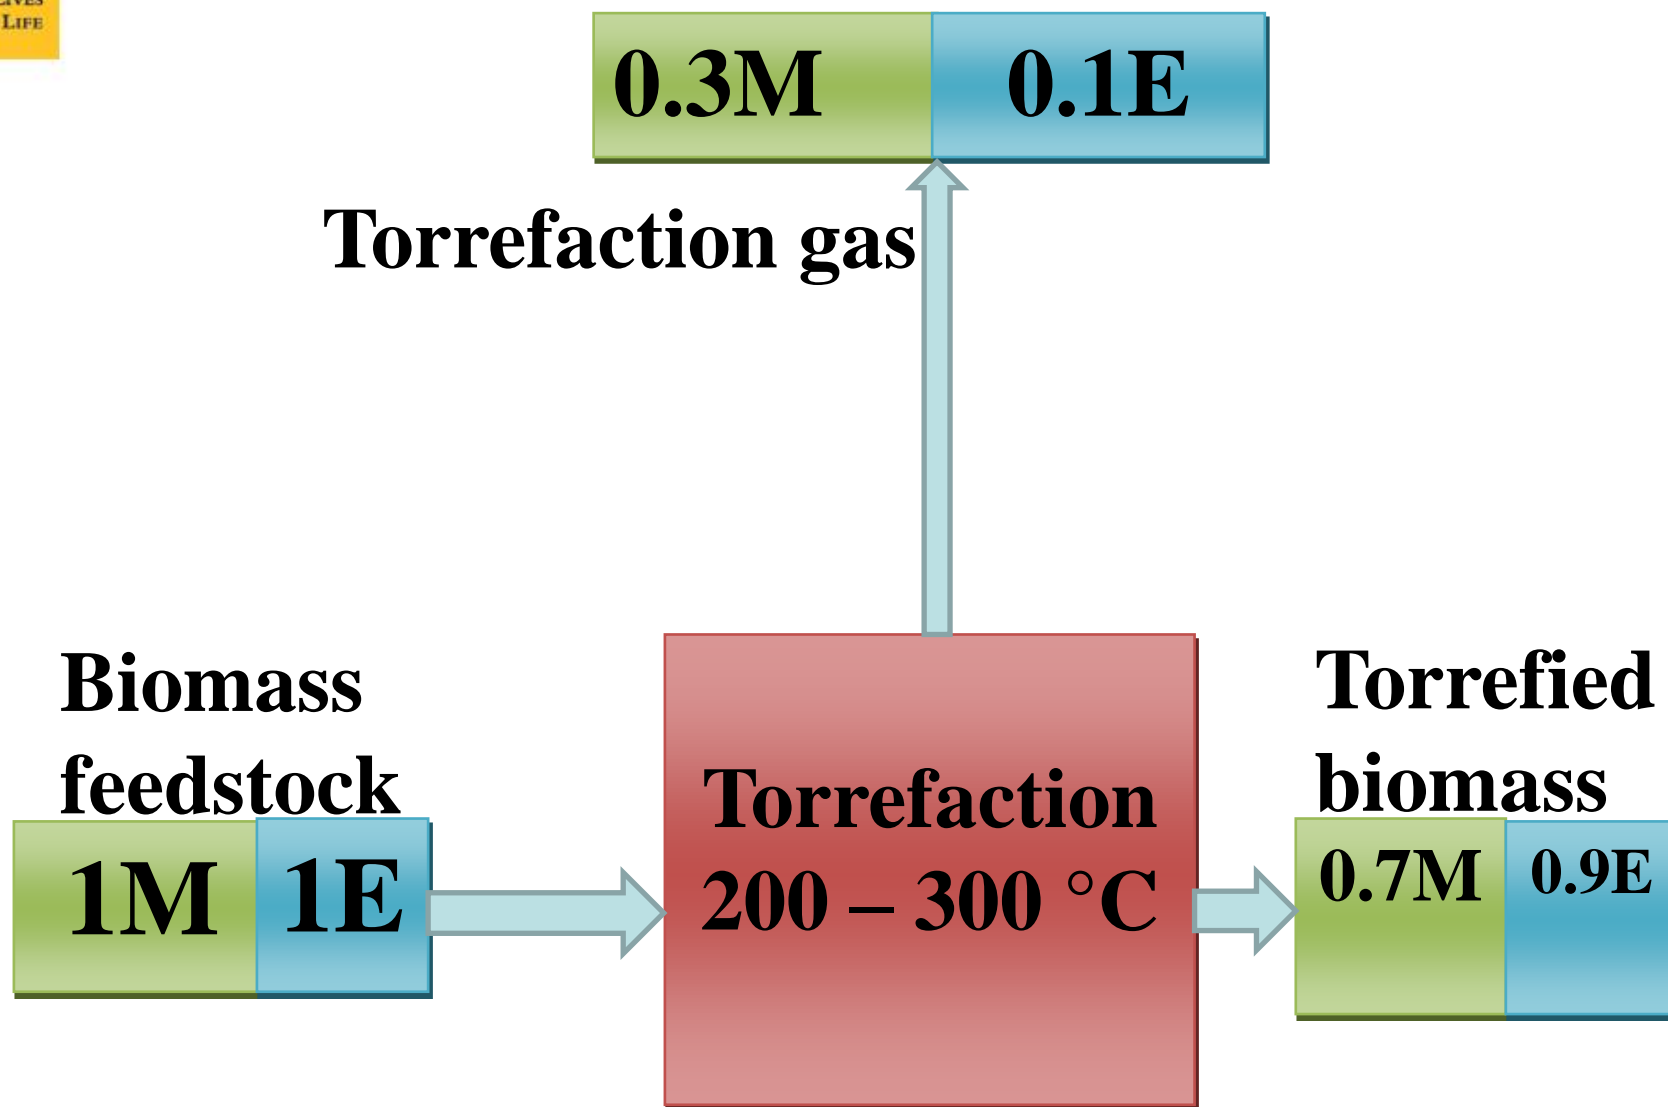 LIFE
0.3M 0.1E
Torrefaction gas
Biomass
feedstock
1M 1E
Torrefaction
200 – 300 °C
Torrefied
biomass
0.7M 0.9E